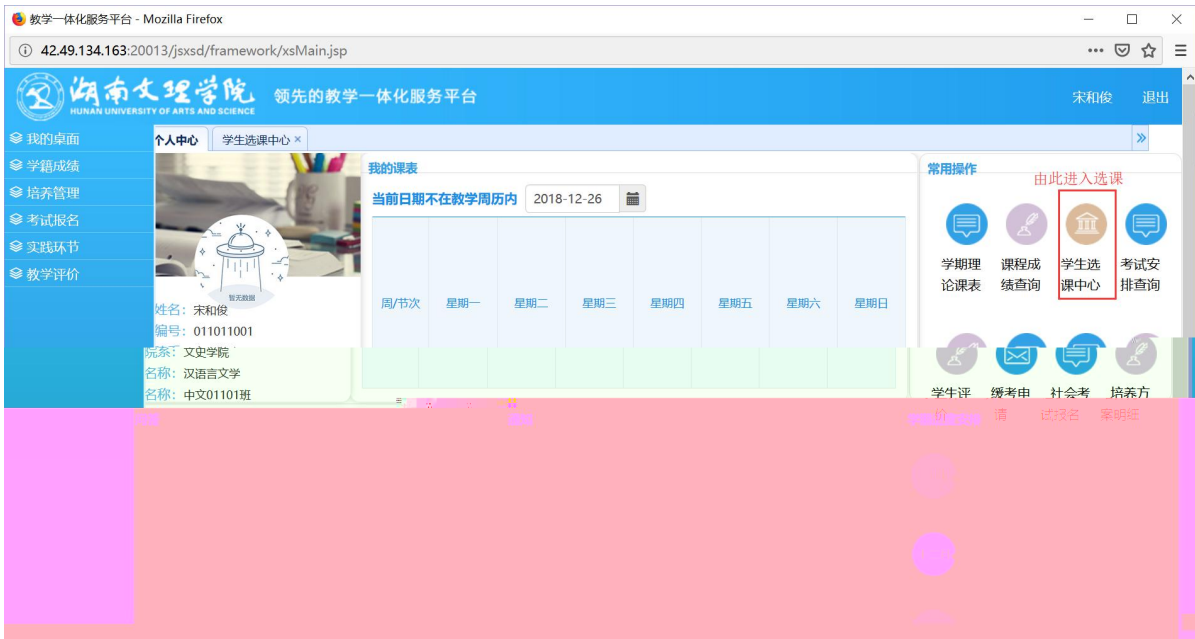 教学一体化服务平台 - Mozilla Firefox
42.49.134.163:20013/jsxsd/framework/xsMain.jsp
湖南文理学院
HUNAN UNIVERSITY OF ARTS AND SCIENCE
领先的教学一体化服务平台
宋和俊 退出
我的桌面
学籍成绩
培养管理
考试报名
实践环节
教学评价
个人中心 学生选课中心 ×
暂无数据
姓名：宋和俊
编号：011011001
院系：文史学院
名称：汉语言文学
名称：中文01101班
我的课表
当前日期不在教学周历内 2018-12-26
周/节次 星期一 星期二 星期三 星期四 星期五 星期六 星期日
常用操作
由此进入选课
学期理论课表
课程成绩查询
学生选课中心
考试安排查询
学生评价
缓考申请
社会考试报名
培养方案明细